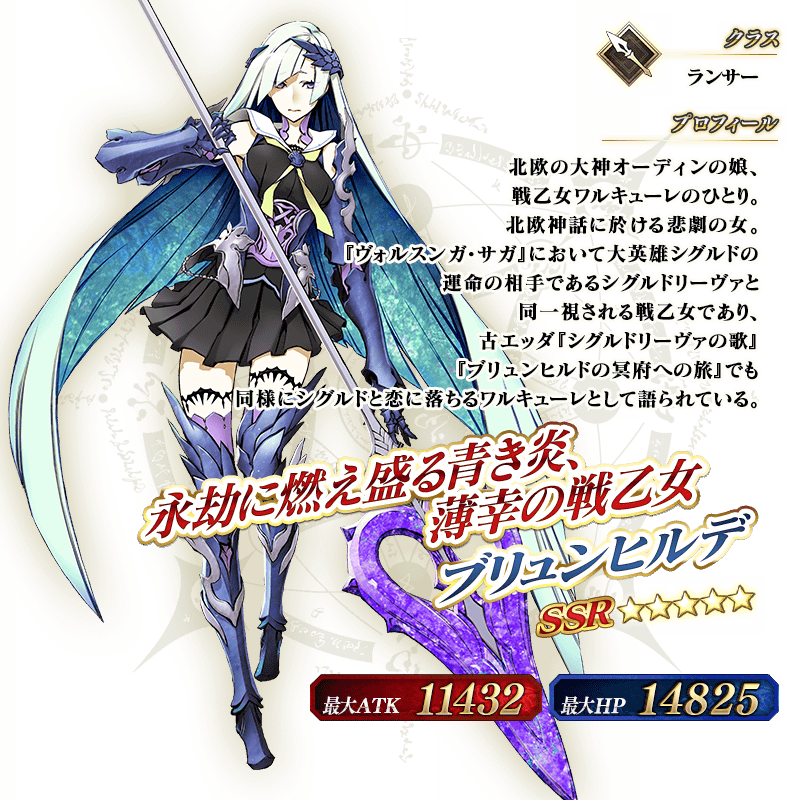 クラス
ランサー
プロフィール
北欧の大神オーディンの娘、
戦乙女ワルキューレのひとり。
北欧神話に於ける悲劇の女。
『ヴォルスンガ・サガ』において大英雄シグルドの
運命の相手であるシグルドリーヴァと
同一視される戦乙女であり、
古エッダ『シグルドリーヴァの歌』
『ブリュンヒルドの冥府への旅』でも
同様にシグルドと恋に落ちるワルキューレとして語られている。
永劫に燃え盛る青き炎、
薄幸の戦乙女
ブリュンヒルデ
SSR
最大ATK 11432
最大HP 14825